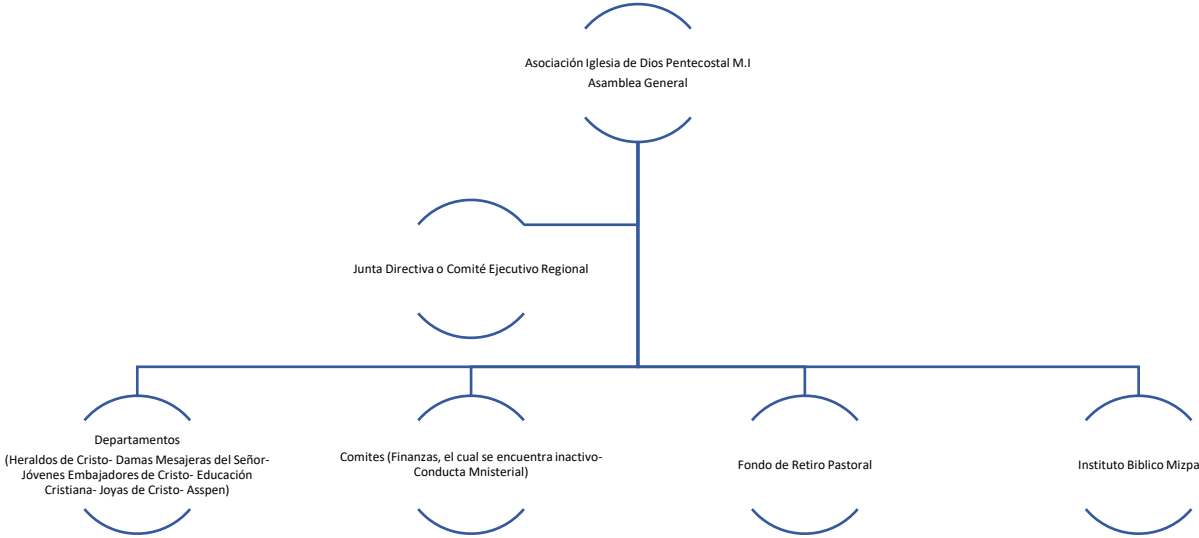 Asociación Iglesia de Dios Pentecostal M.I
Asamblea General
Junta Directiva o Comité Ejecutivo Regional
Departamentos
(Heraldos de Cristo- Damas Mesajeras del Señor-
Jóvenes Embajadores de Cristo- Educación
Cristiana- Joyas de Cristo- Asspen)
Comites (Finanzas, el cual se encuentra inactivo-
Conducta Mnisterial)
Fondo de Retiro Pastoral
Instituto Biblico Mizpa